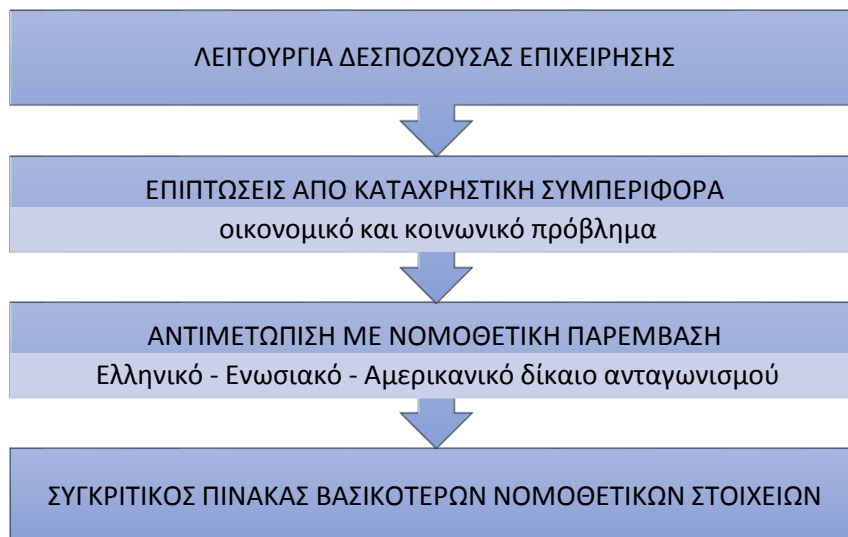 ΛΕΙΤΟΥΡΓΙΑ ΔΕΣΠΟΖΟΥΣΑΣ ΕΠΙΧΕΙΡΗΣΗΣ
ΕΠΙΠΤΩΣΕΙΣ ΑΠΟ ΚΑΤΑΧΡΗΣΤΙΚΗ ΣΥΜΠΕΡΙΦΟΡΑ
οικονομικό και κοινωνικό πρόβλημα
ΑΝΤΙΜΕΤΩΠΙΣΗ ΜΕ ΝΟΜΟΘΕΤΙΚΗ ΠΑΡΕΜΒΑΣΗ
Ελληνικό - Ενωσιακό - Αμερικανικό δίκαιο ανταγωνισμού
ΣΥΓΚΡΙΤΙΚΟΣ ΠΙΝΑΚΑΣ ΒΑΣΙΚΟΤΕΡΩΝ ΝΟΜΟΘΕΤΙΚΩΝ ΣΤΟΙΧΕΙΩΝ